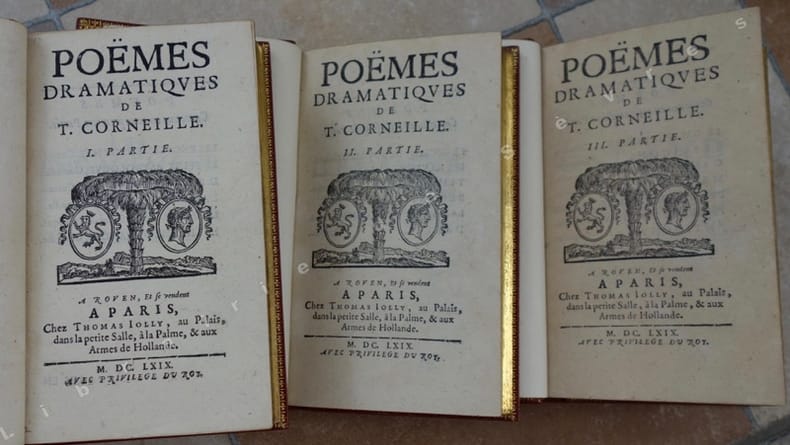 POËMES
DRAMATIQVES
DE
T. CORNEILLE.
I. PARTIE.
A ROVEN, Et se vendent
A PARIS,
Chez THOMAS IOLLY, au Palais,
dans la petite Salle, à la Palme, & aux
Armes de Hollande.
M. DC. LXIX.
AVEC PRIVILEGE DU ROY.
POËMES
DRAMATIQVES
DE
T. CORNEILLE.
II. PARTIE.
A ROVEN, Et se vendent
A PARIS,
Chez THOMAS IOLLY, au Palais,
dans la petite Salle, à la Palme, & aux
Armes de Hollande.
M. DC. LXIX.
AVEC PRIVILEGE DU ROY.
POËMES
DRAMATIQVES
DE
T. CORNEILLE.
III. PARTIE.
A ROVEN, Et se vendent
A PARIS,
Chez THOMAS IOLLY, au Palais,
dans la petite Salle, à la Palme, & aux
Armes de Hollande.
M. DC. LXIX.
AVEC PRIVILEGE DU ROY.